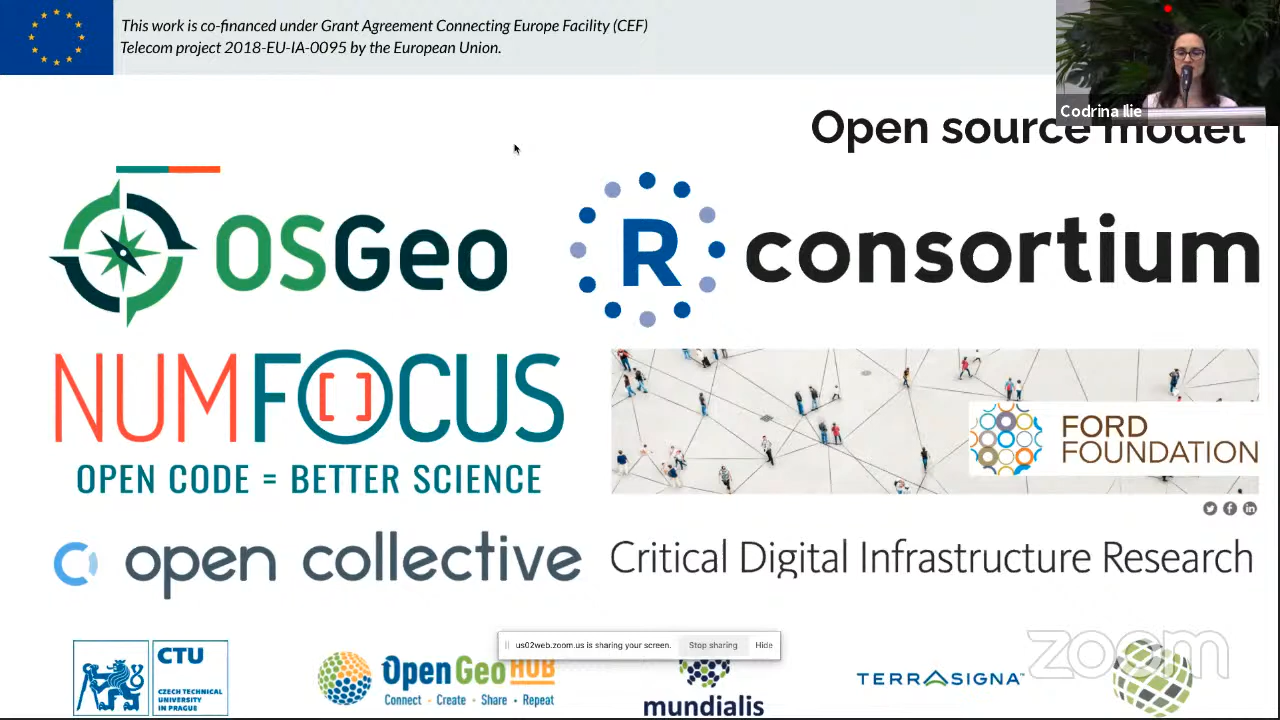 This work is co-financed under Grant Agreement Connecting Europe Facility (CEF)
Telecom project 2018-EU-IA-0095 by the European Union.
Codrina Ilie
Open source model
OSGeo
R consortium
NUMFOCUS
OPEN CODE = BETTER SCIENCE
FORD
FOUNDATION
open collective
Critical Digital Infrastructure Research
us02web.zoom.us is sharing your screen. Stop sharing Hide
zoom
CTU
CZECH TECHNICAL
UNIVERSITY
IN PRAGUE
OpenGeoHUB
Connect · Create · Share · Repeat
mundialis
TERRASIGNA™